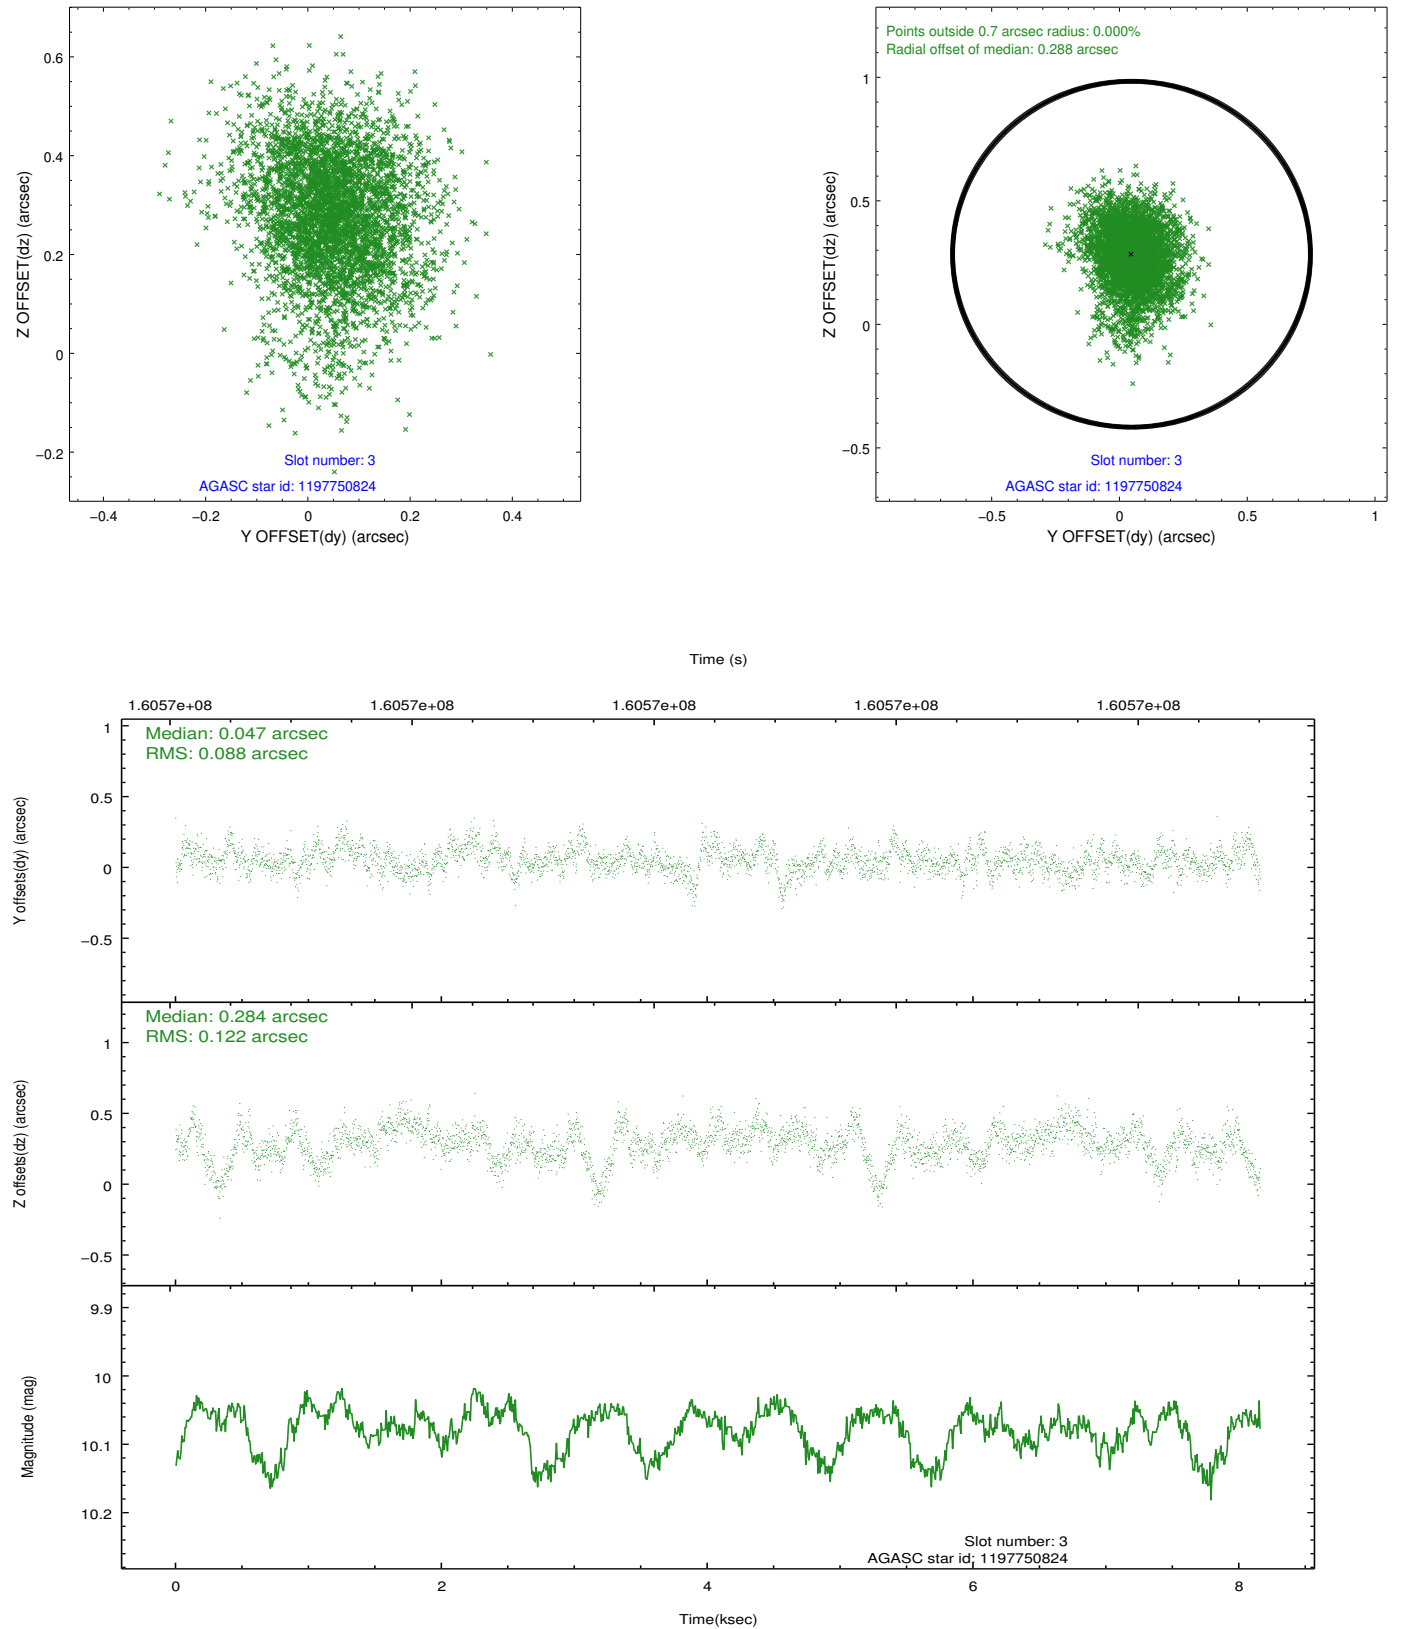 Z OFFSET(dz) (arcsec)
0.6
0.4
0.2
0
−0.2
Slot number: 3
AGASC star id: 1197750824
−0.4 −0.2 0 0.2 0.4
Y OFFSET(dy) (arcsec)
Points outside 0.7 arcsec radius: 0.000%
Radial offset of median: 0.288 arcsec
Z OFFSET(dz) (arcsec)
1
0.5
0
−0.5
Slot number: 3
AGASC star id: 1197750824
−0.5 0 0.5 1
Y OFFSET(dy) (arcsec)
Time (s)
1.6057e+08 1.6057e+08 1.6057e+08 1.6057e+08 1.6057e+08
Median: 0.047 arcsec
RMS: 0.088 arcsec
Y offsets(dy) (arcsec)
1
0.5
0
−0.5
Median: 0.284 arcsec
RMS: 0.122 arcsec
Z offsets(dz) (arcsec)
1
0.5
0
−0.5
Magnitude (mag)
9.9
10
10.1
10.2
Slot number: 3
AGASC star id: 1197750824
0 2 4 6 8
Time(ksec)